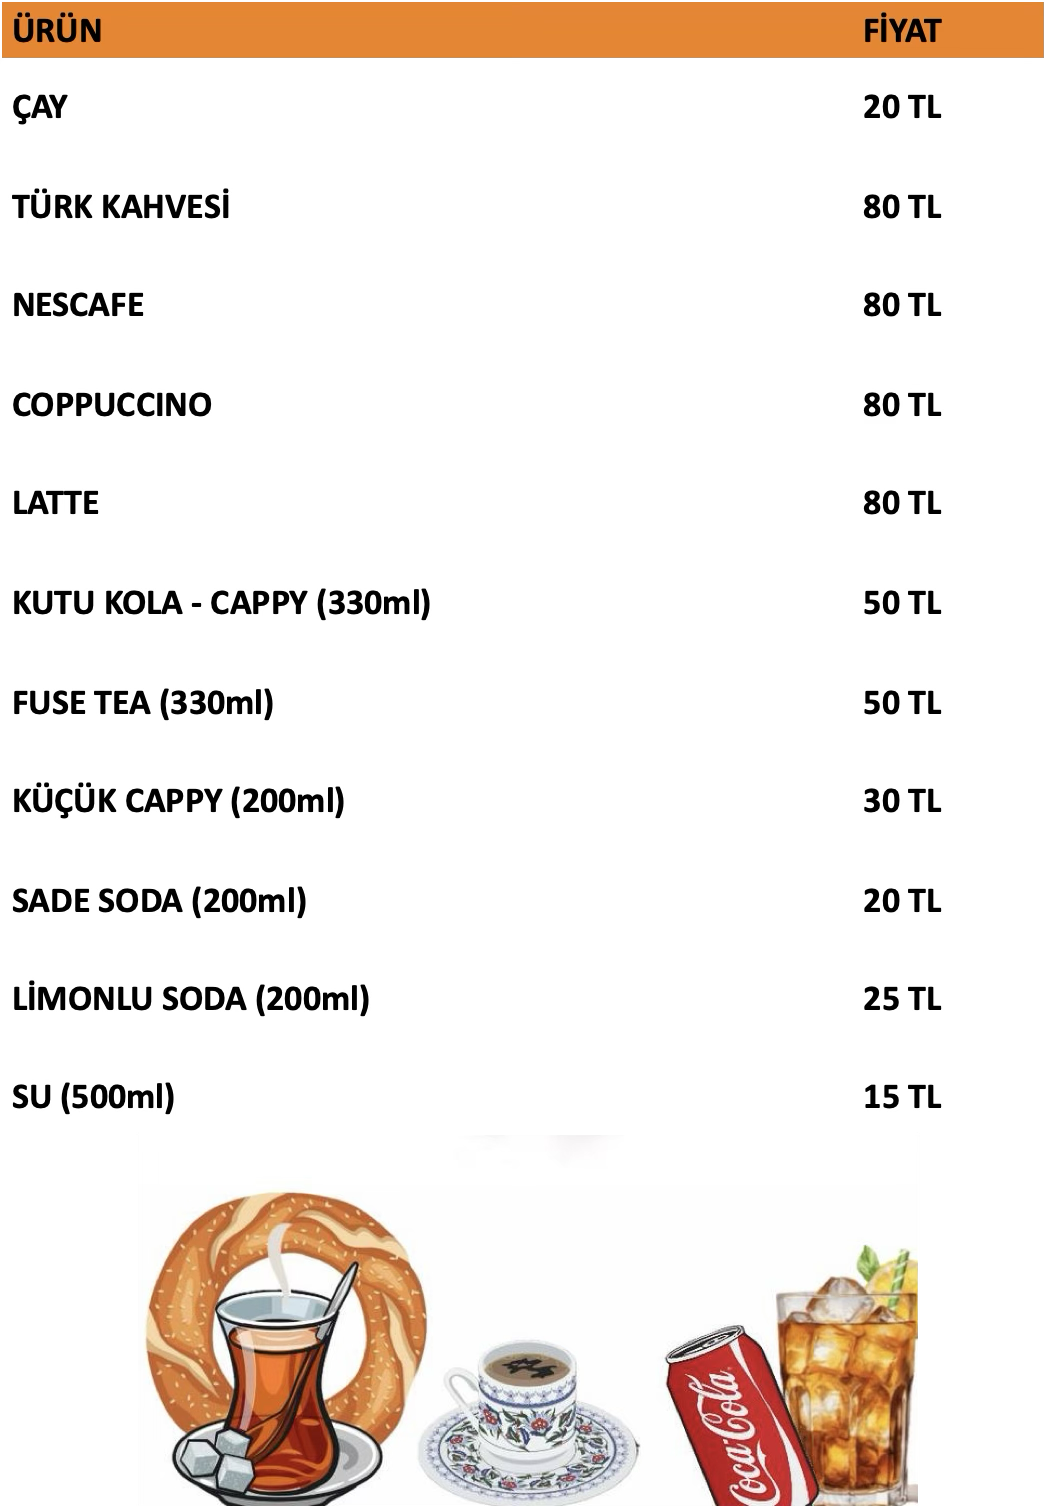 ÜRÜN FİYAT
ÇAY 20 TL
TÜRK KAHVESİ 80 TL
NESCAFE 80 TL
COPPUCCINO 80 TL
LATTE 80 TL
KUTU KOLA - CAPPY (330ml) 50 TL
FUSE TEA (330ml) 50 TL
KÜÇÜK CAPPY (200ml) 30 TL
SADE SODA (200ml) 20 TL
LİMONLU SODA (200ml) 25 TL
SU (500ml) 15 TL
Coca-Cola